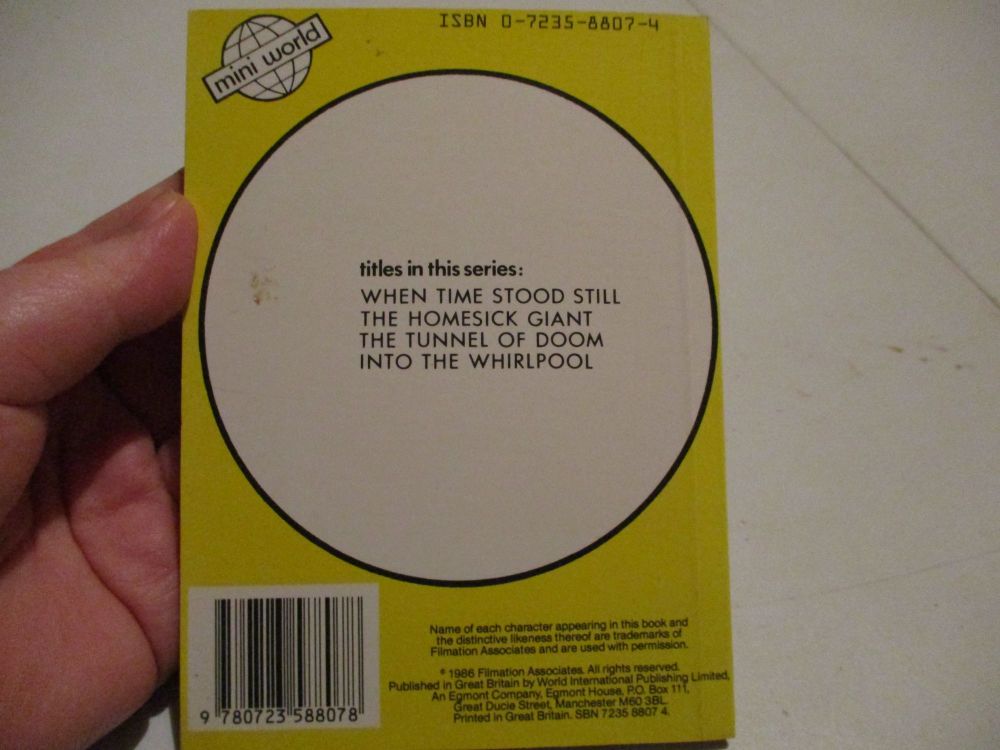 mini world
ISBN 0-7235-8807-4
titles in this series:
WHEN TIME STOOD STILL
THE HOMESICK GIANT
THE TUNNEL OF DOOM
INTO THE WHIRLPOOL
Name of each character appearing in this book and
the distinctive likeness thereof are trademarks of
Filmation Associates and are used with permission.
© 1986 Filmation Associates. All rights reserved.
Published in Great Britain by World International Publishing Limited,
An Egmont Company, Egmont House, P.O. Box 111,
Great Ducie Street, Manchester M60 3BL.
Printed in Great Britain. SBN 7235 8807 4.
9 780723 588078